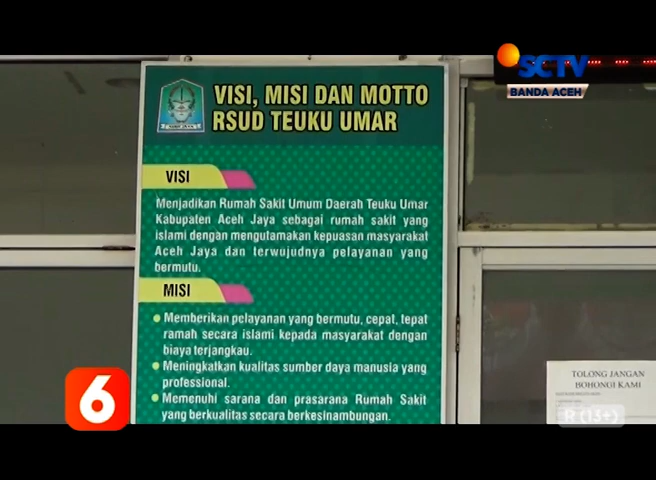 SCTV
BANDA ACEH
VISI, MISI DAN MOTTO
RSUD TEUKU UMAR
VISI
Menjadikan Rumah Sakit Umum Daerah Teuku Umar
Kabupaten Aceh Jaya sebagai rumah sakit yang
islami dengan mengutamakan kepuasan masyarakat
Aceh Jaya dan terwujudnya pelayanan yang
bermutu.
MISI
Memberikan pelayanan yang bermutu, cepat, tepat
ramah secara islami kepada masyarakat dengan
biaya terjangkau.
Meningkatkan kualitas sumber daya manusia yang
professional.
Memenuhi sarana dan prasarana Rumah Sakit
yang berkualitas secara berkesinambungan.
TOLONG JANGAN
BOHONGI KAMI
6
R (13+)